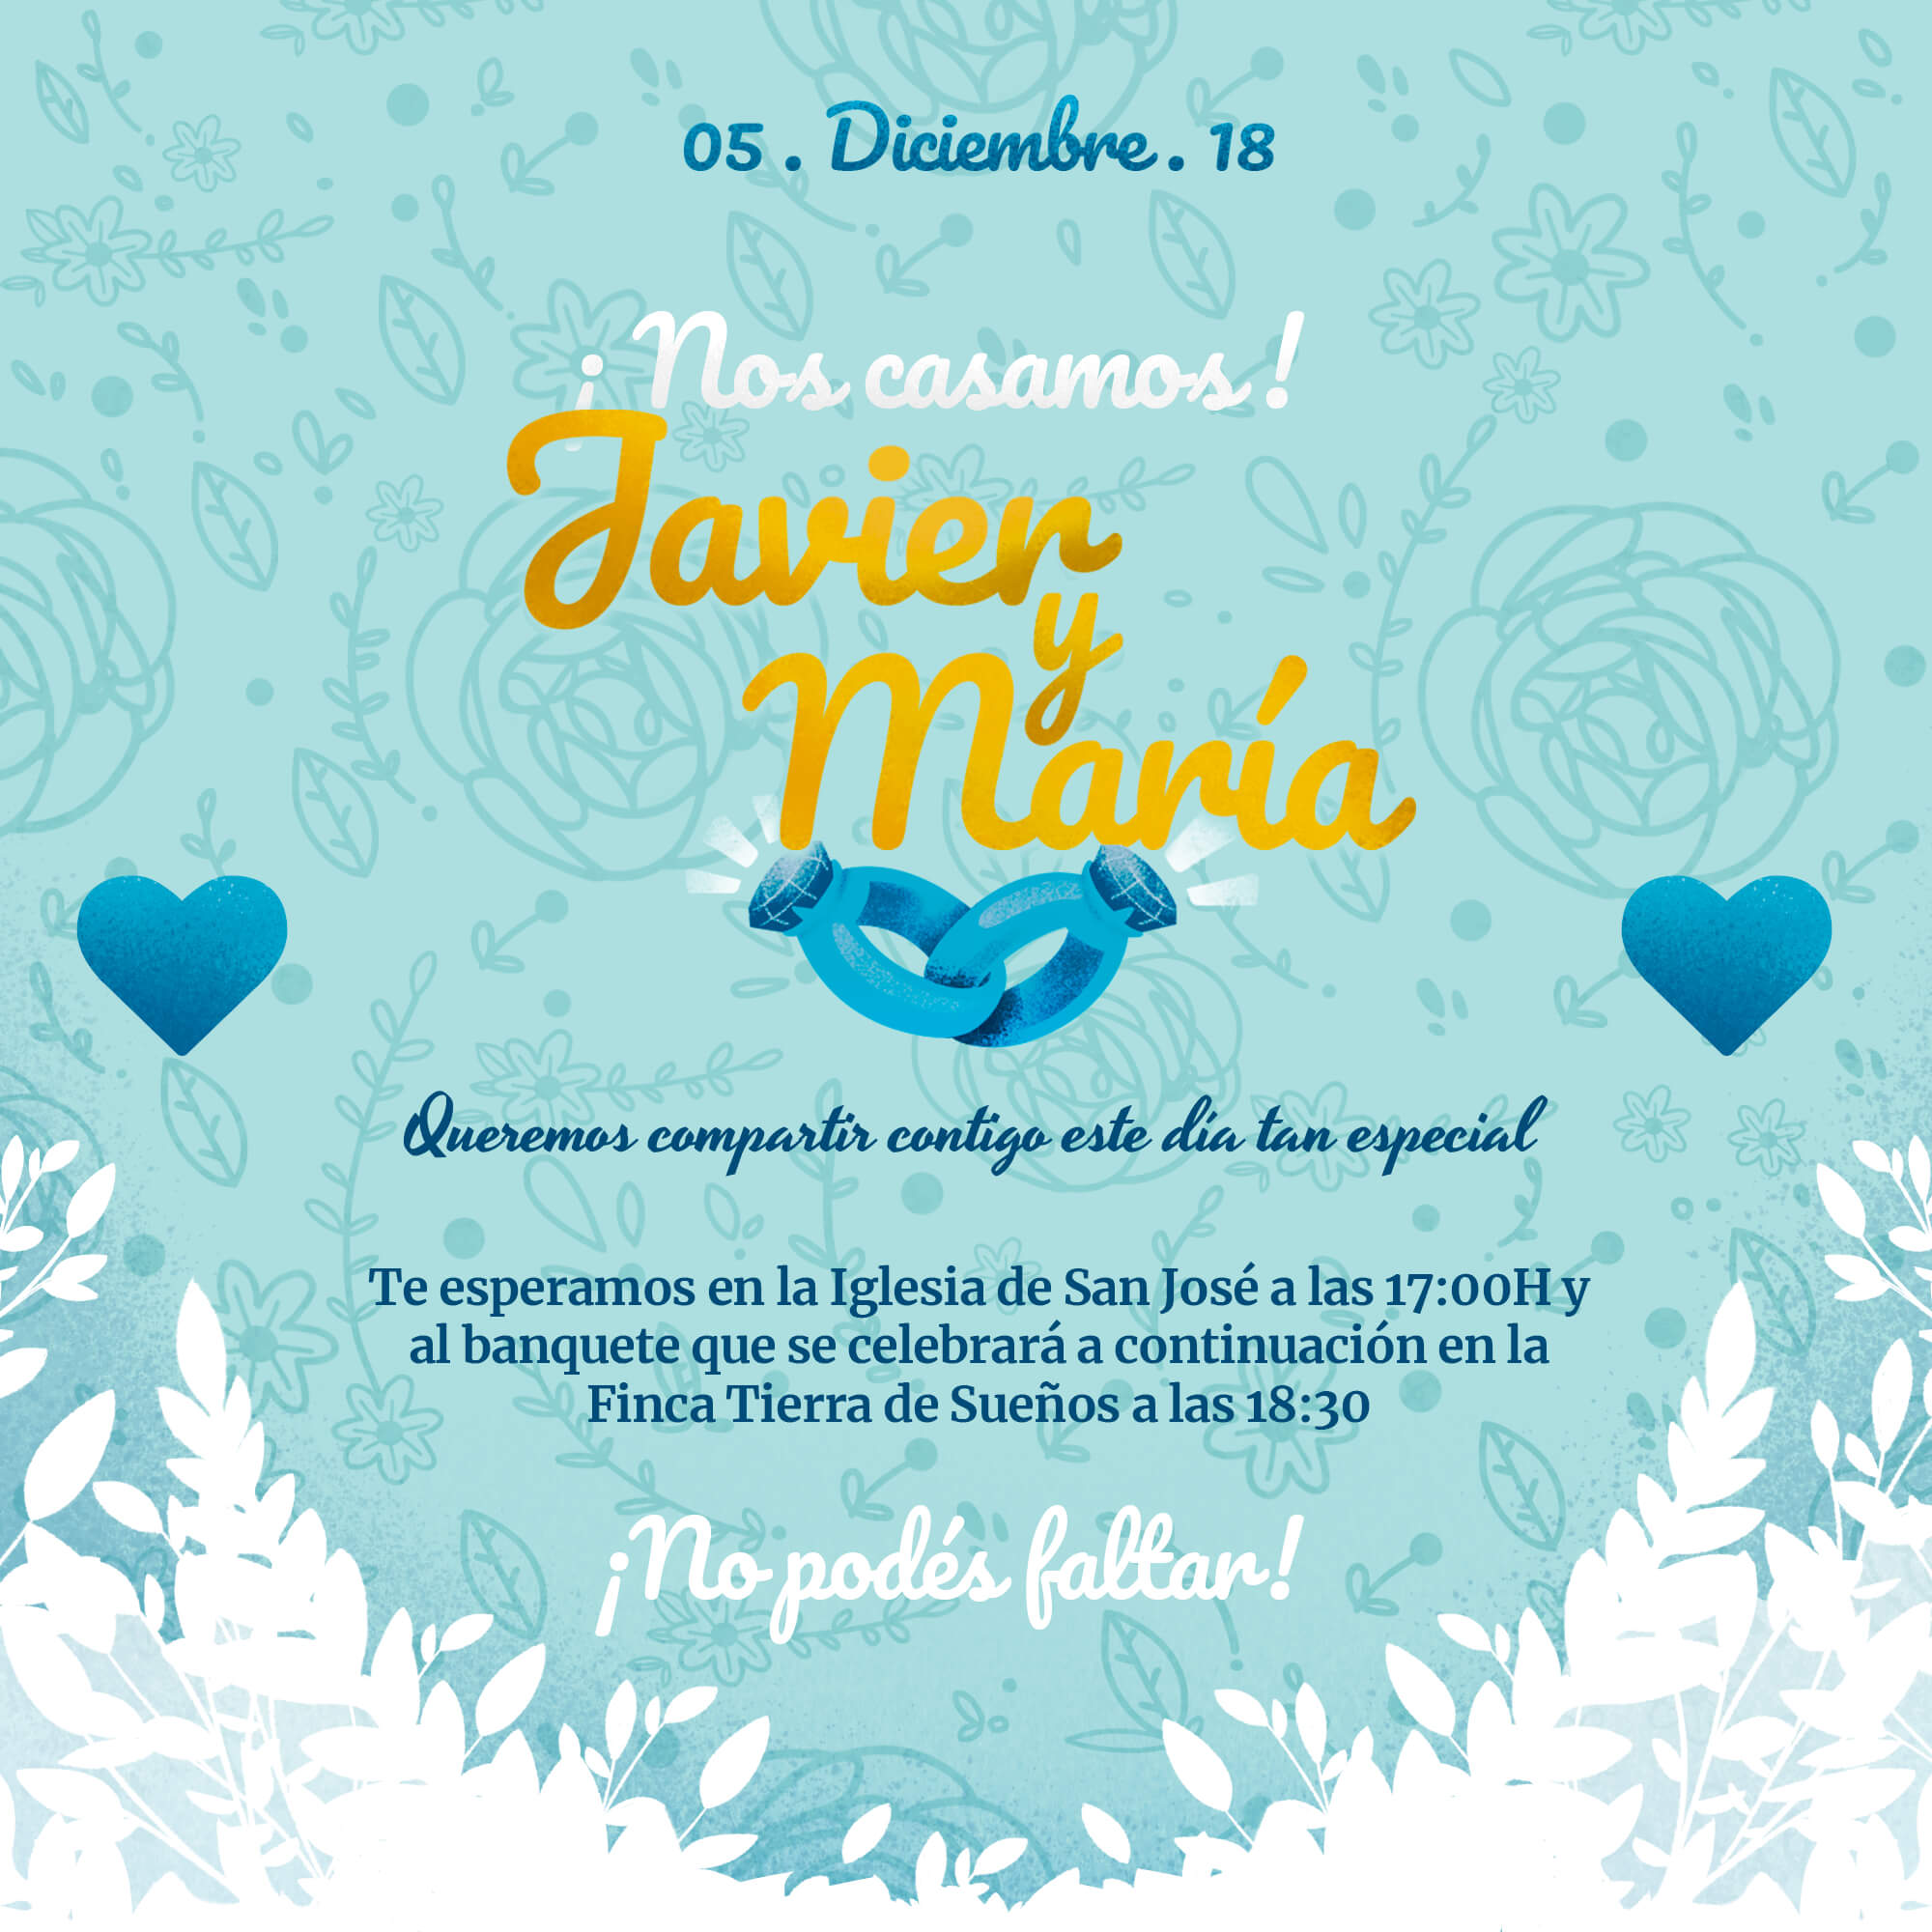 05 . Diciembre . 18
¡Nos casamos!
Javier
y
María
Queremos compartir contigo este día tan especial
Te esperamos en la Iglesia de San José a las 17:00H y
al banquete que se celebrará a continuación en la
Finca Tierra de Sueños a las 18:30
¡No podés faltar!